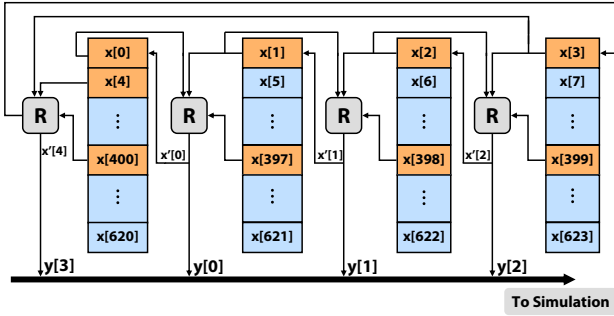 x[0] x[1] x[2] x[3]
x[4] x[5] x[6] x[7]
R R R R
⋮ ⋮ ⋮ ⋮
x'[4] x[400] x'[0] x[397] x'[1] x[398] x'[2] x[399]
⋮ ⋮ ⋮ ⋮
x[620] x[621] x[622] x[623]
y[3] y[0] y[1] y[2]
To Simulation